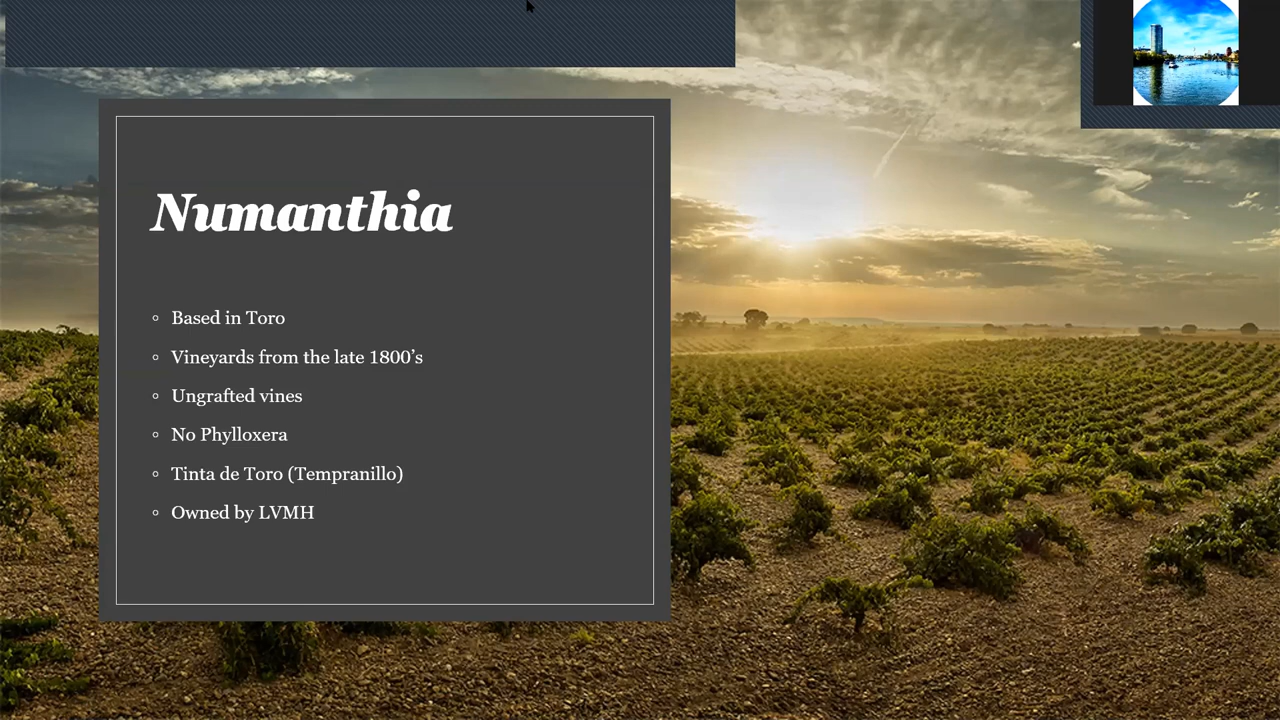 Numanthia
Based in Toro
Vineyards from the late 1800’s
Ungrafted vines
No Phylloxera
Tinta de Toro (Tempranillo)
Owned by LVMH